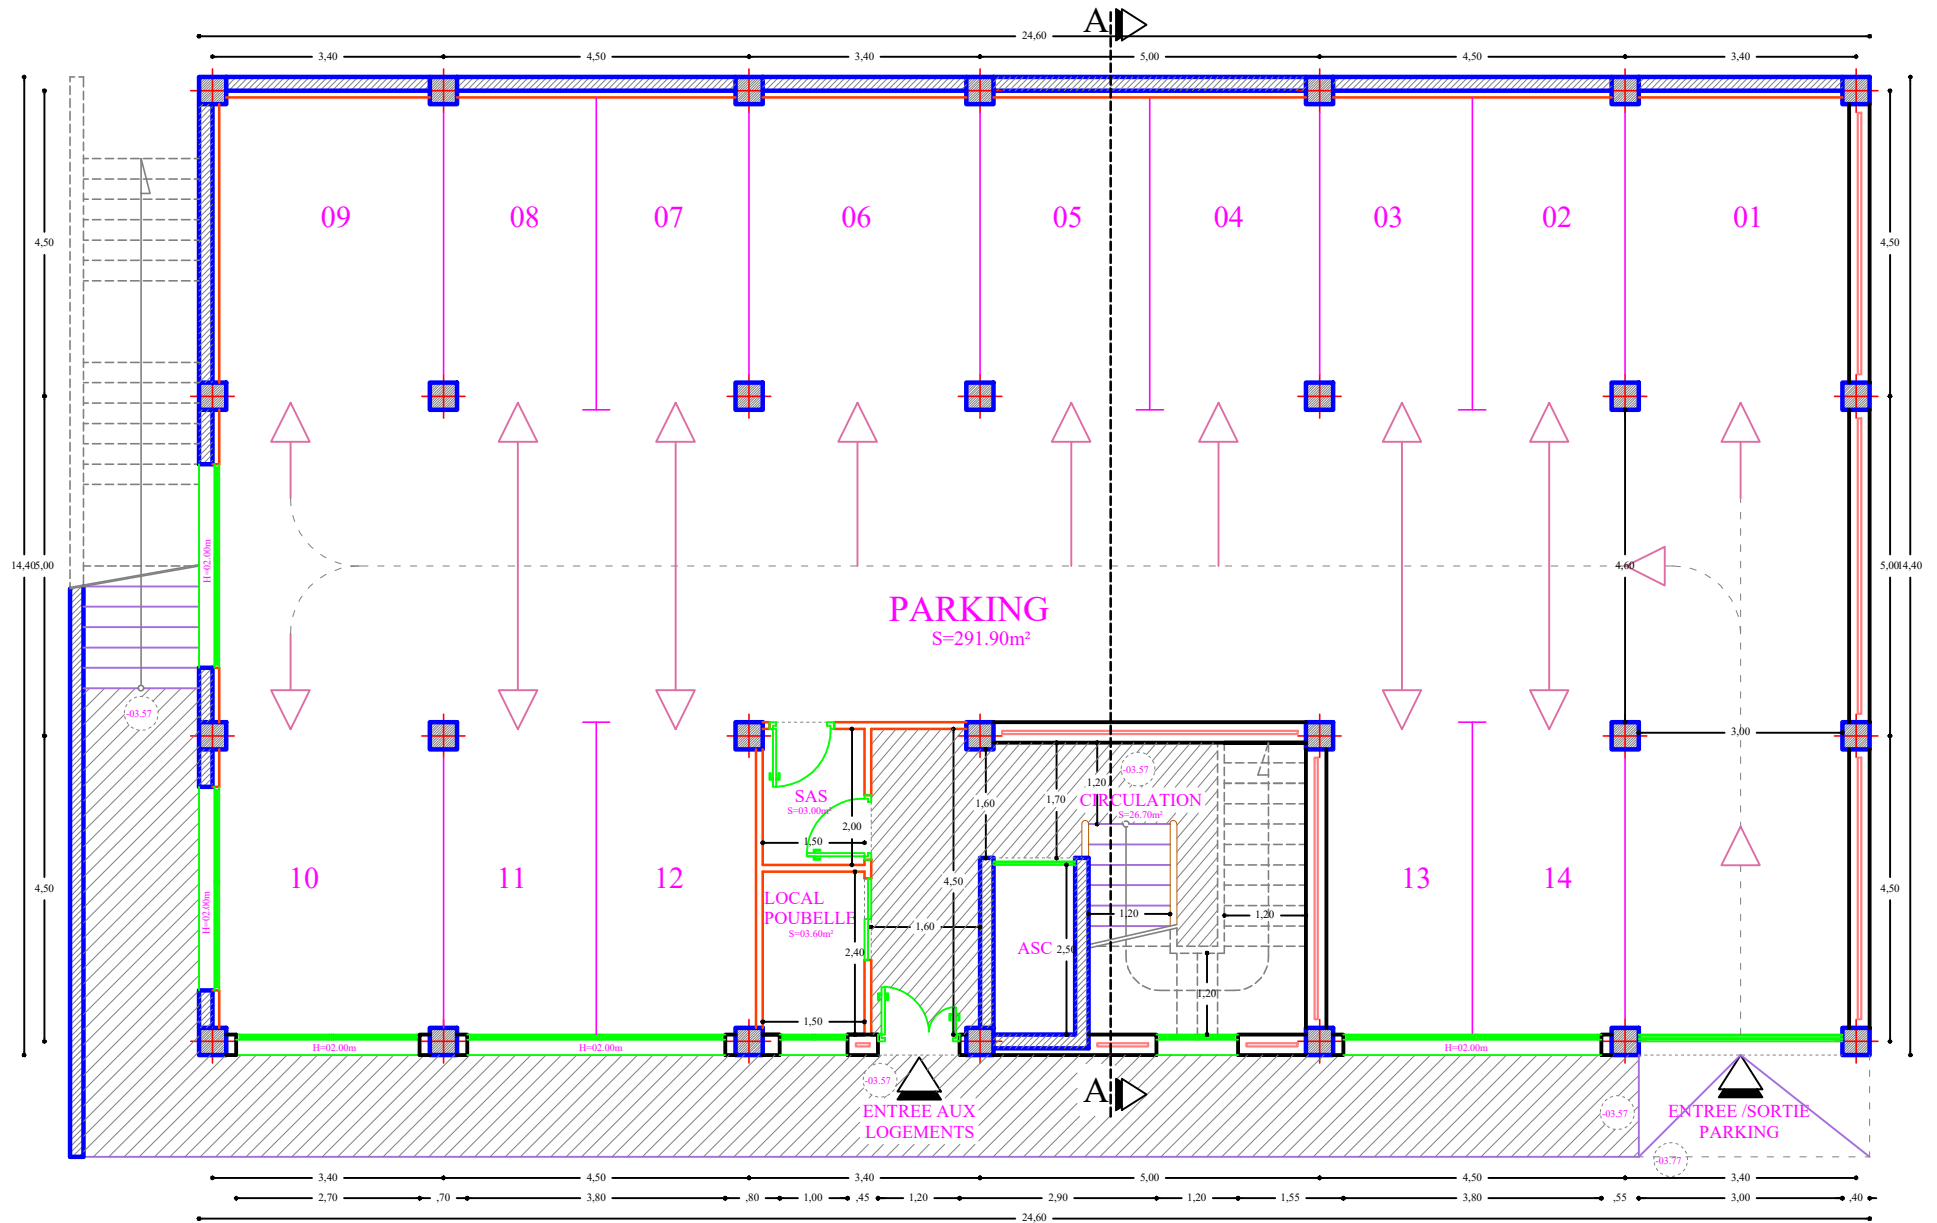 A
24,60
3,40 4,50 3,40 5,00 4,50 3,40
09 08 07 06 05 04 03 02 01
4,50 4,50
14,40 5,00 H=02.00m 4,60 5,00 14,40
PARKING
S=291.90m²
-03.57
3,00
SAS
S=03.00m²
2,00
1,50
1,60
1,70
1,20
-03.57
CIRCULATION
S=26.70m²
10 11 12 13 14
4,50 H=02.00m 4,50 4,50
LOCAL
POUBELLE
S=03.60m²
1,60
1,20 1,20
2,40
ASC 2,50
1,20
1,50
H=02.00m H=02.00m H=02.00m
-03.57
A
ENTREE AUX
LOGEMENTS
-03.57
ENTREE /SORTIE
PARKING
-03.77
3,40 4,50 3,40 5,00 4,50 3,40
2,70 ,70 3,80 ,80 1,00 ,45 1,20 2,90 1,20 1,55 3,80 ,55 3,00 ,40
24,60